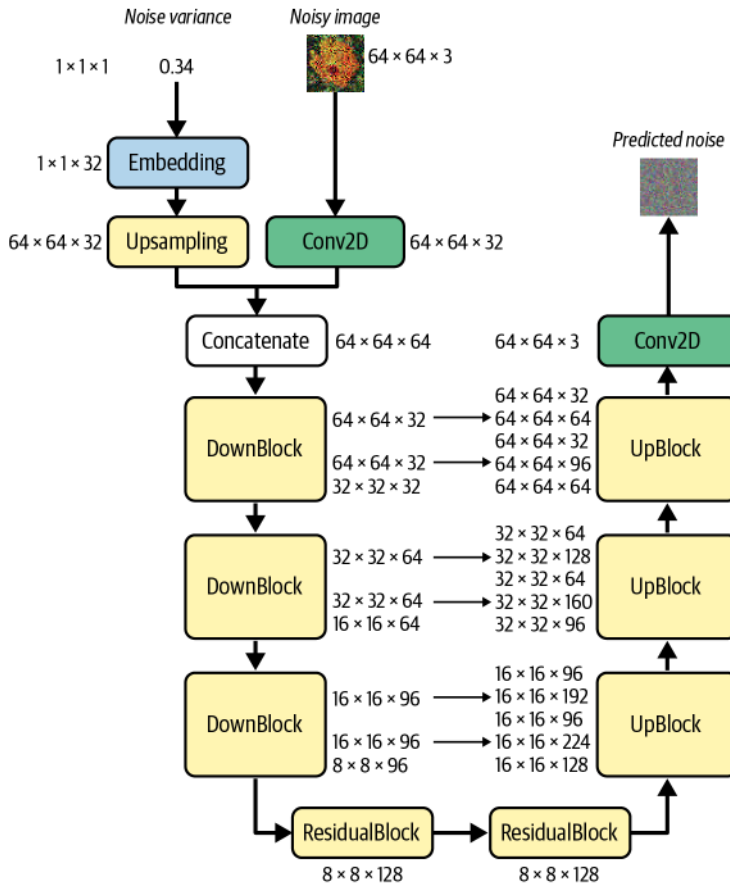 Noise variance
Noisy image
1 × 1 × 1
0.34
64 × 64 × 3
Embedding
1 × 1 × 32
Upsampling
64 × 64 × 32
Conv2D
64 × 64 × 32
Concatenate
64 × 64 × 64
DownBlock
64 × 64 × 32
64 × 64 × 32
32 × 32 × 32
DownBlock
32 × 32 × 64
32 × 32 × 64
16 × 16 × 64
DownBlock
16 × 16 × 96
16 × 16 × 96
8 × 8 × 96
ResidualBlock
8 × 8 × 128
ResidualBlock
8 × 8 × 128
Predicted noise
64 × 64 × 3
Conv2D
64 × 64 × 32
64 × 64 × 64
64 × 64 × 32
64 × 64 × 96
64 × 64 × 64
UpBlock
32 × 32 × 64
32 × 32 × 128
32 × 32 × 64
32 × 32 × 160
32 × 32 × 96
UpBlock
16 × 16 × 96
16 × 16 × 192
16 × 16 × 96
16 × 16 × 224
16 × 16 × 128
UpBlock